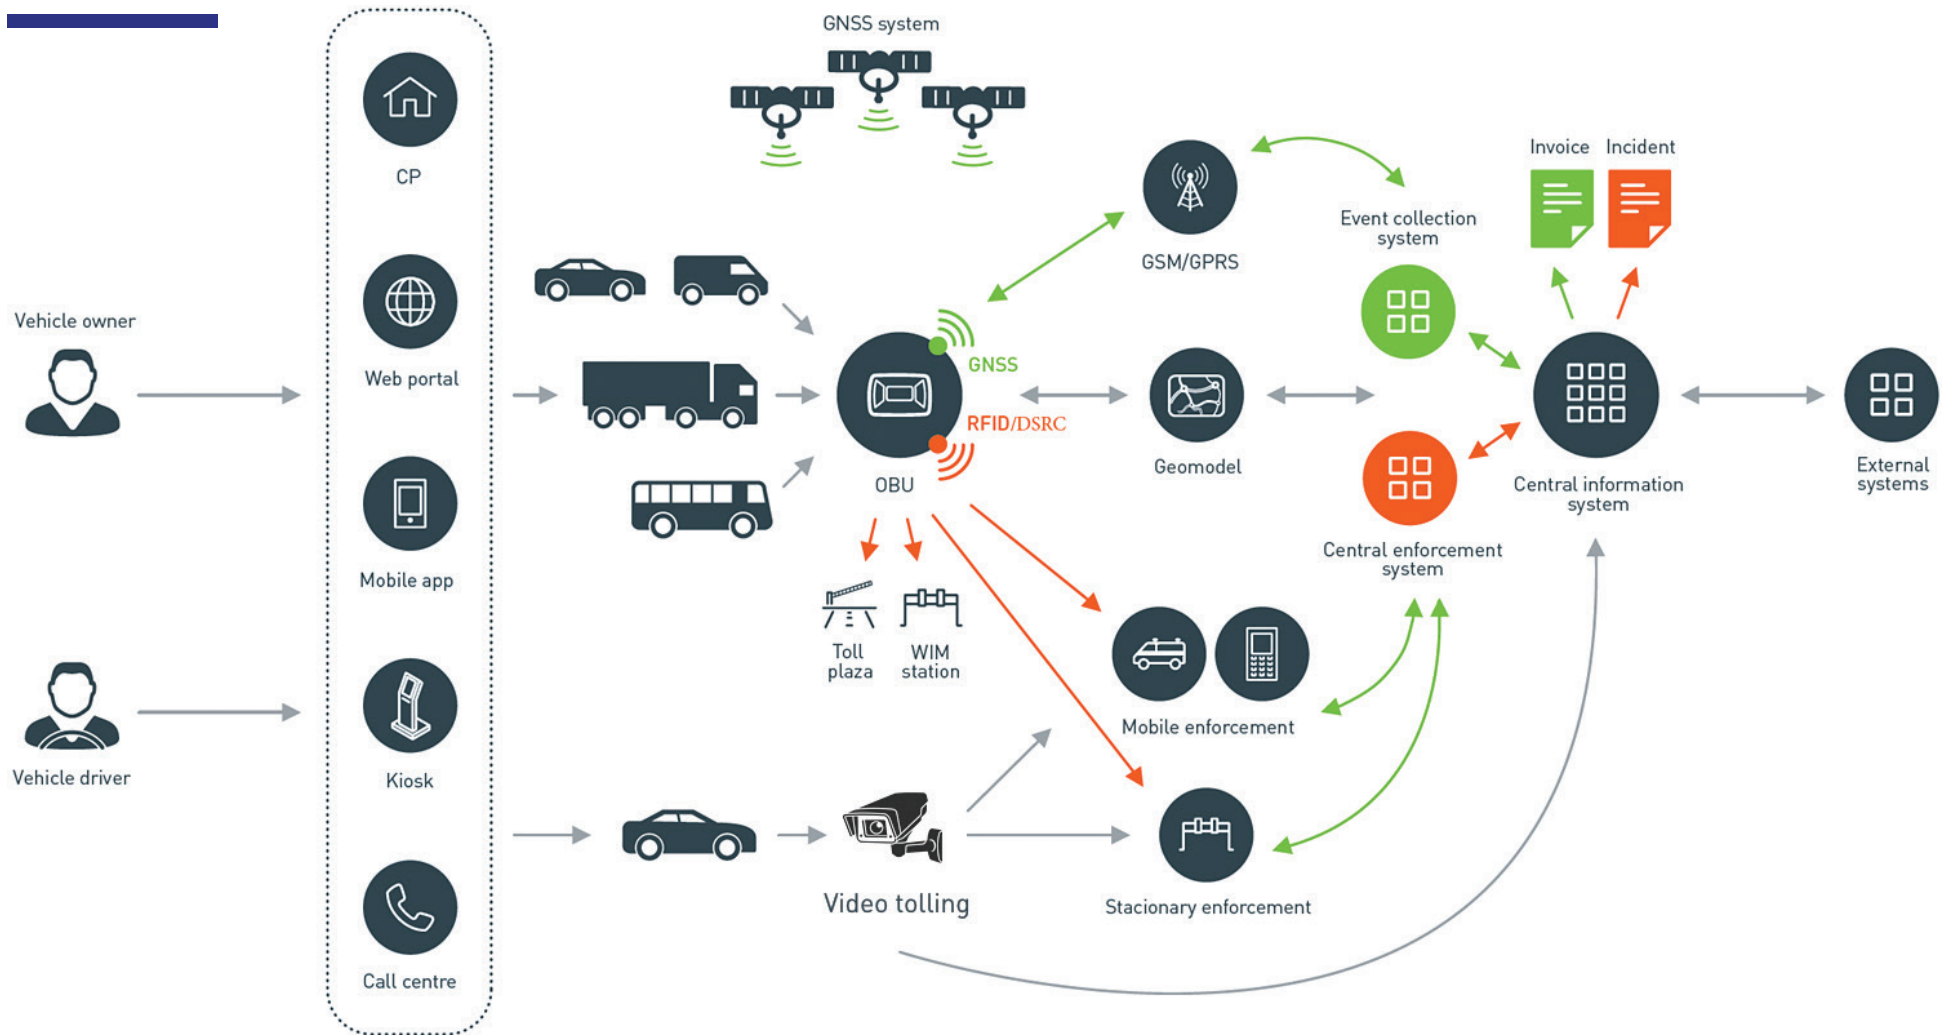 GNSS system
CP
Invoice
Incident
Event collection
system
GSM/GPRS
Vehicle owner
Web portal
GNSS
RFID/DSRC
Geomodel
OBU
Central information
system
External
systems
Central enforcement
system
Mobile app
Toll
plaza
WIM
station
Mobile enforcement
Vehicle driver
Kiosk
Video tolling
Stacionary enforcement
Call centre